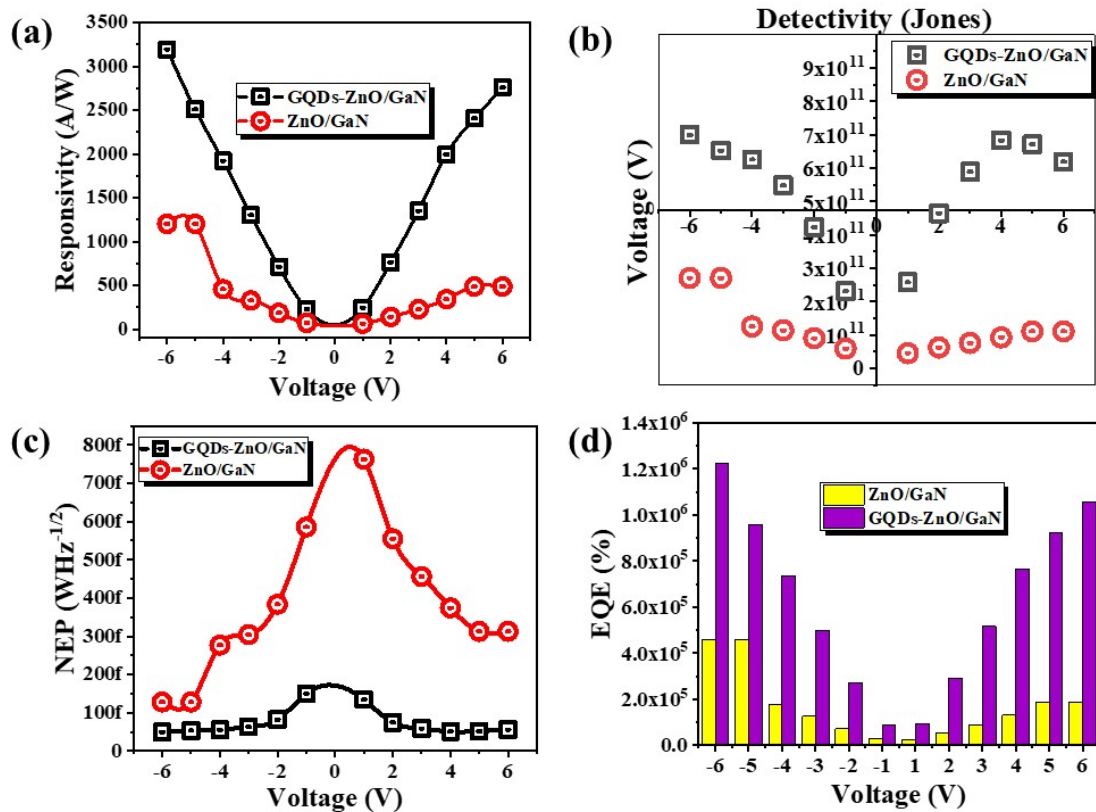 (a)
3500
3000
2500
2000
1500
1000
500
0
Responsivity (A/W)
GQDs-ZnO/GaN
ZnO/GaN
-6 -4 -2 0 2 4 6
Voltage (V)
(b)
Detectivity (Jones)
9x10¹¹
8x10¹¹
7x10¹¹
6x10¹¹
5x10¹¹
4x10¹¹
3x10¹¹
2x10¹¹
1x10¹¹
0
GQDs-ZnO/GaN
ZnO/GaN
Voltage (V)
-6 -4 -2 0 2 4 6
(c)
800f
700f
600f
500f
400f
300f
200f
100f
0
NEP (WHz⁻¹/²)
GQDs-ZnO/GaN
ZnO/GaN
-6 -4 -2 0 2 4 6
Voltage (V)
(d)
1.4x10⁶
1.2x10⁶
1.0x10⁶
8.0x10⁵
6.0x10⁵
4.0x10⁵
2.0x10⁵
0.0
EQE (%)
ZnO/GaN
GQDs-ZnO/GaN
-6 -5 -4 -3 -2 -1 1 2 3 4 5 6
Voltage (V)